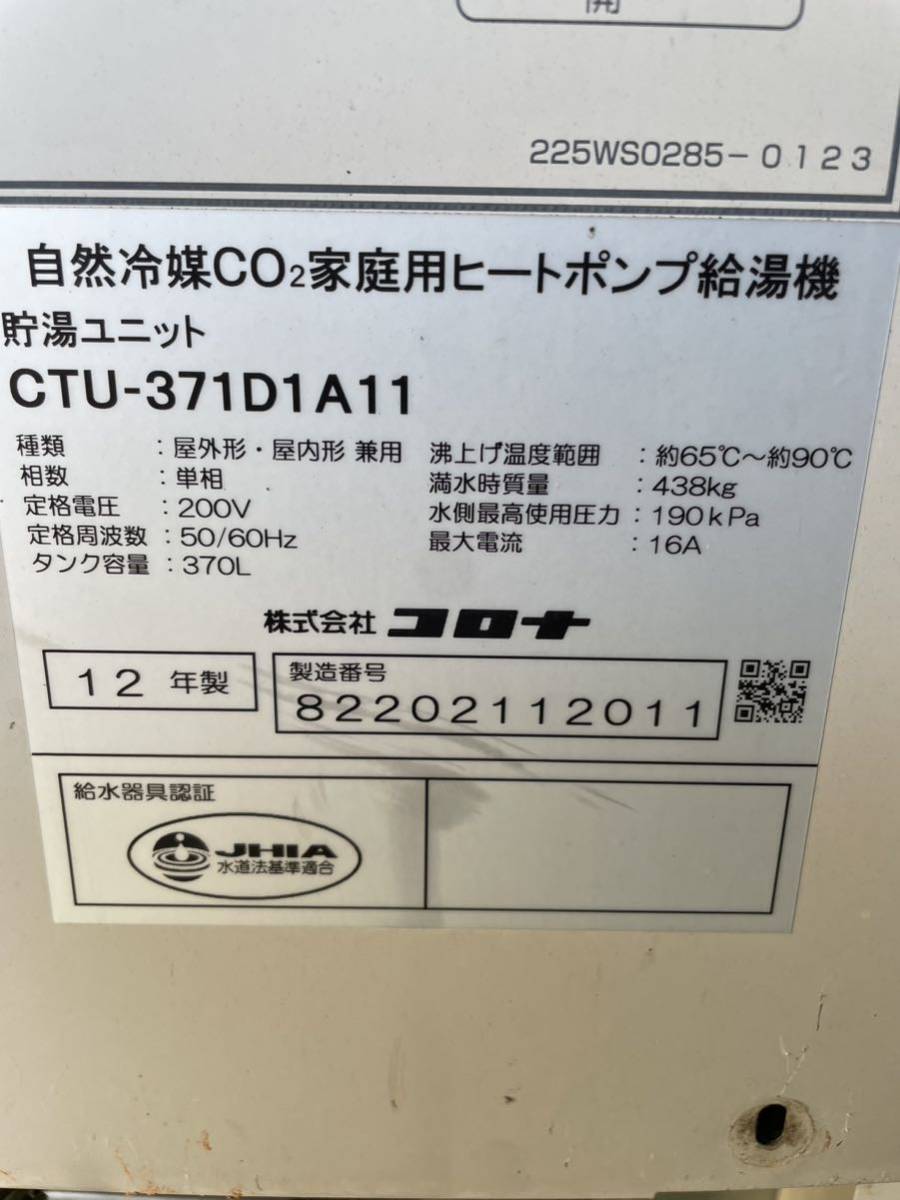 開
225WS0285-0123
自然冷媒CO₂家庭用ヒートポンプ給湯機
貯湯ユニット
CTU-371D1A11
種類 : 屋外形・屋内形 兼用
相数 : 単相
定格電圧 : 200V
定格周波数 : 50/60Hz
タンク容量 : 370L
沸上げ温度範囲 : 約65℃~約90℃
満水時質量 : 438kg
水側最高使用圧力 : 190kPa
最大電流 : 16A
株式会社 コロナ
12 年製
製造番号
82202112011
給水器具認証
JHIA
水道法基準適合